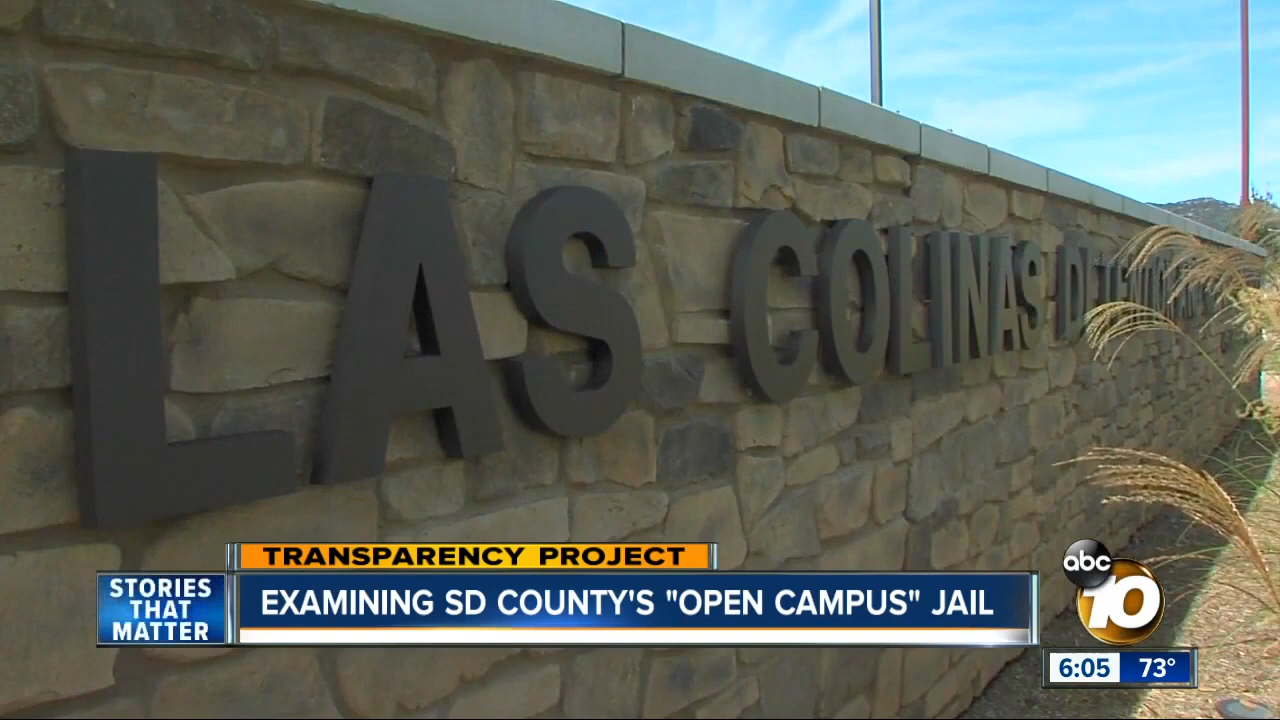 LAS COLINAS
TRANSPARENCY PROJECT
STORIES
THAT
MATTER
EXAMINING SD COUNTY'S "OPEN CAMPUS" JAIL
abc
10
6:05 73°